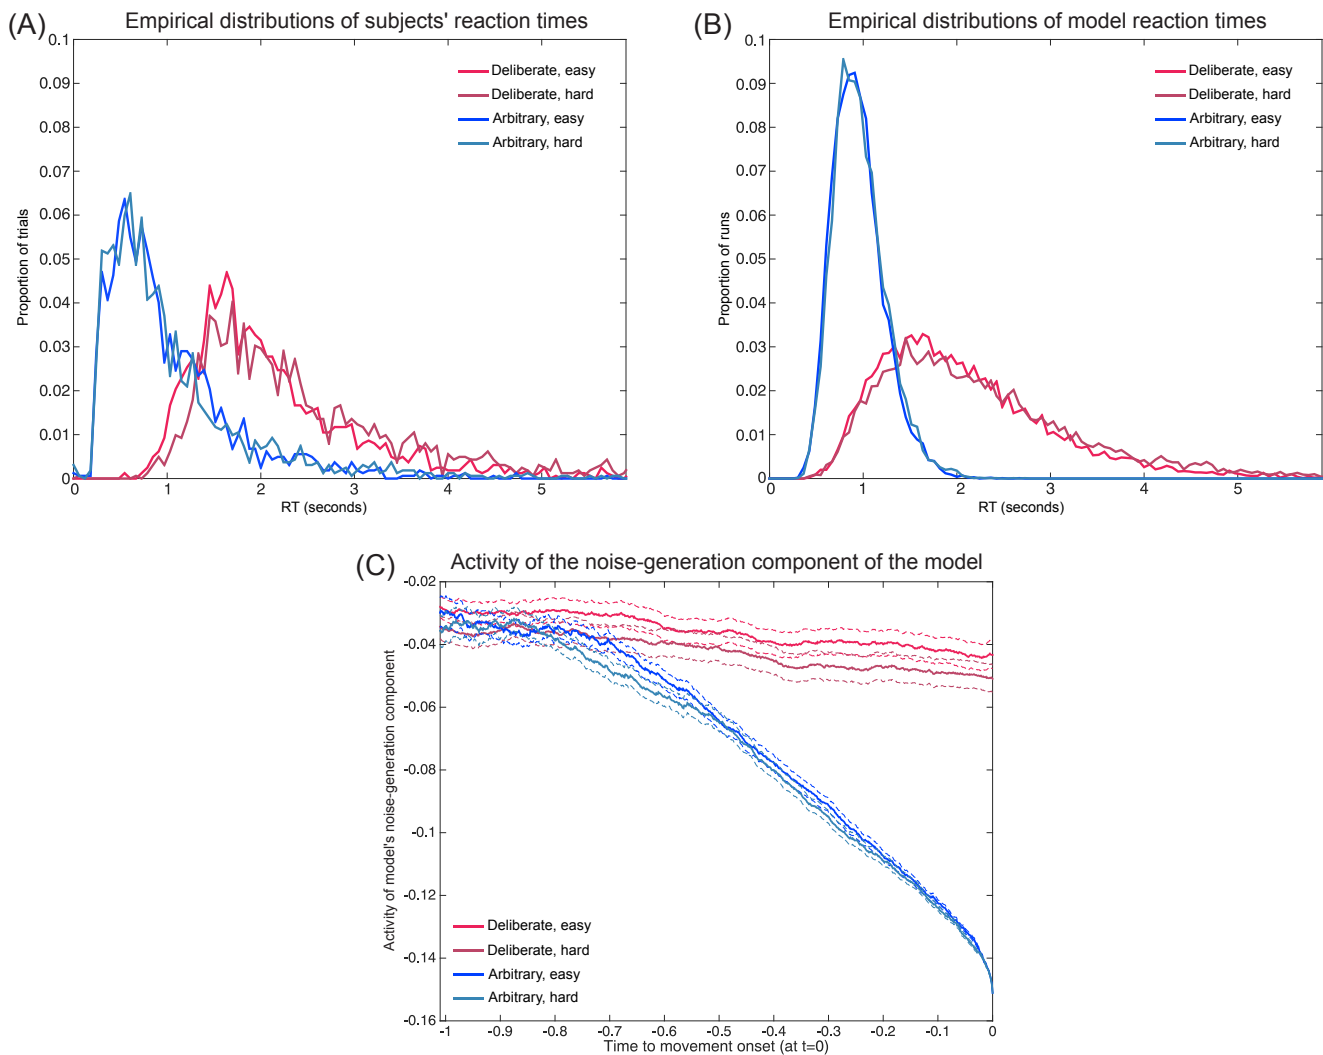 (A)
Empirical distributions of subjects' reaction times
0.1
0.09
0.08
0.07
0.06
0.05
0.04
0.03
0.02
0.01
0
Proportion of trials
Deliberate, easy
Deliberate, hard
Arbitrary, easy
Arbitrary, hard
0 1 2 3 4 5
RT (seconds)
(B)
Empirical distributions of model reaction times
0.1
0.09
0.08
0.07
0.06
0.05
0.04
0.03
0.02
0.01
0
Proportion of runs
Deliberate, easy
Deliberate, hard
Arbitrary, easy
Arbitrary, hard
0 1 2 3 4 5
RT (seconds)
(C)
Activity of the noise-generation component of the model
-0.02
-0.04
-0.06
-0.08
-0.1
-0.12
-0.14
-0.16
Activity of model's noise-generation component
Deliberate, easy
Deliberate, hard
Arbitrary, easy
Arbitrary, hard
-1 -0.9 -0.8 -0.7 -0.6 -0.5 -0.4 -0.3 -0.2 -0.1 0
Time to movement onset (at t=0)